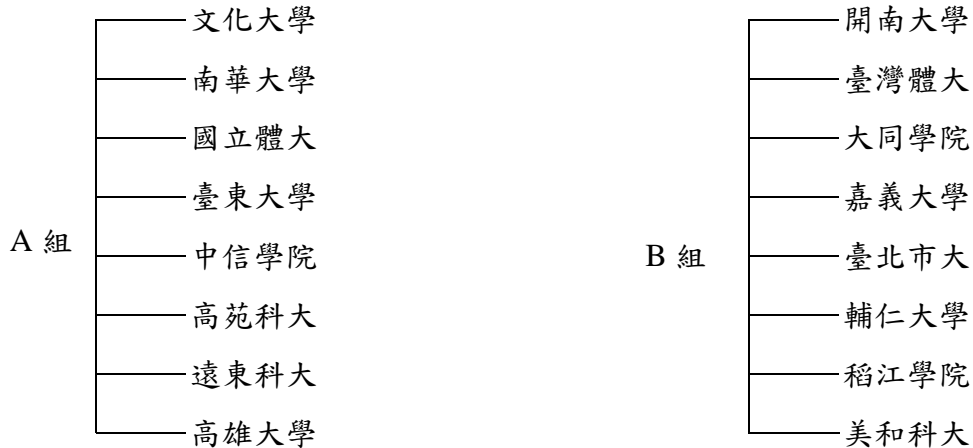 A 組
文化大學
南華大學
國立體大
臺東大學
中信學院
高苑科大
遠東科大
高雄大學
B 組
開南大學
臺灣體大
大同學院
嘉義大學
臺北市大
輔仁大學
稻江學院
美和科大